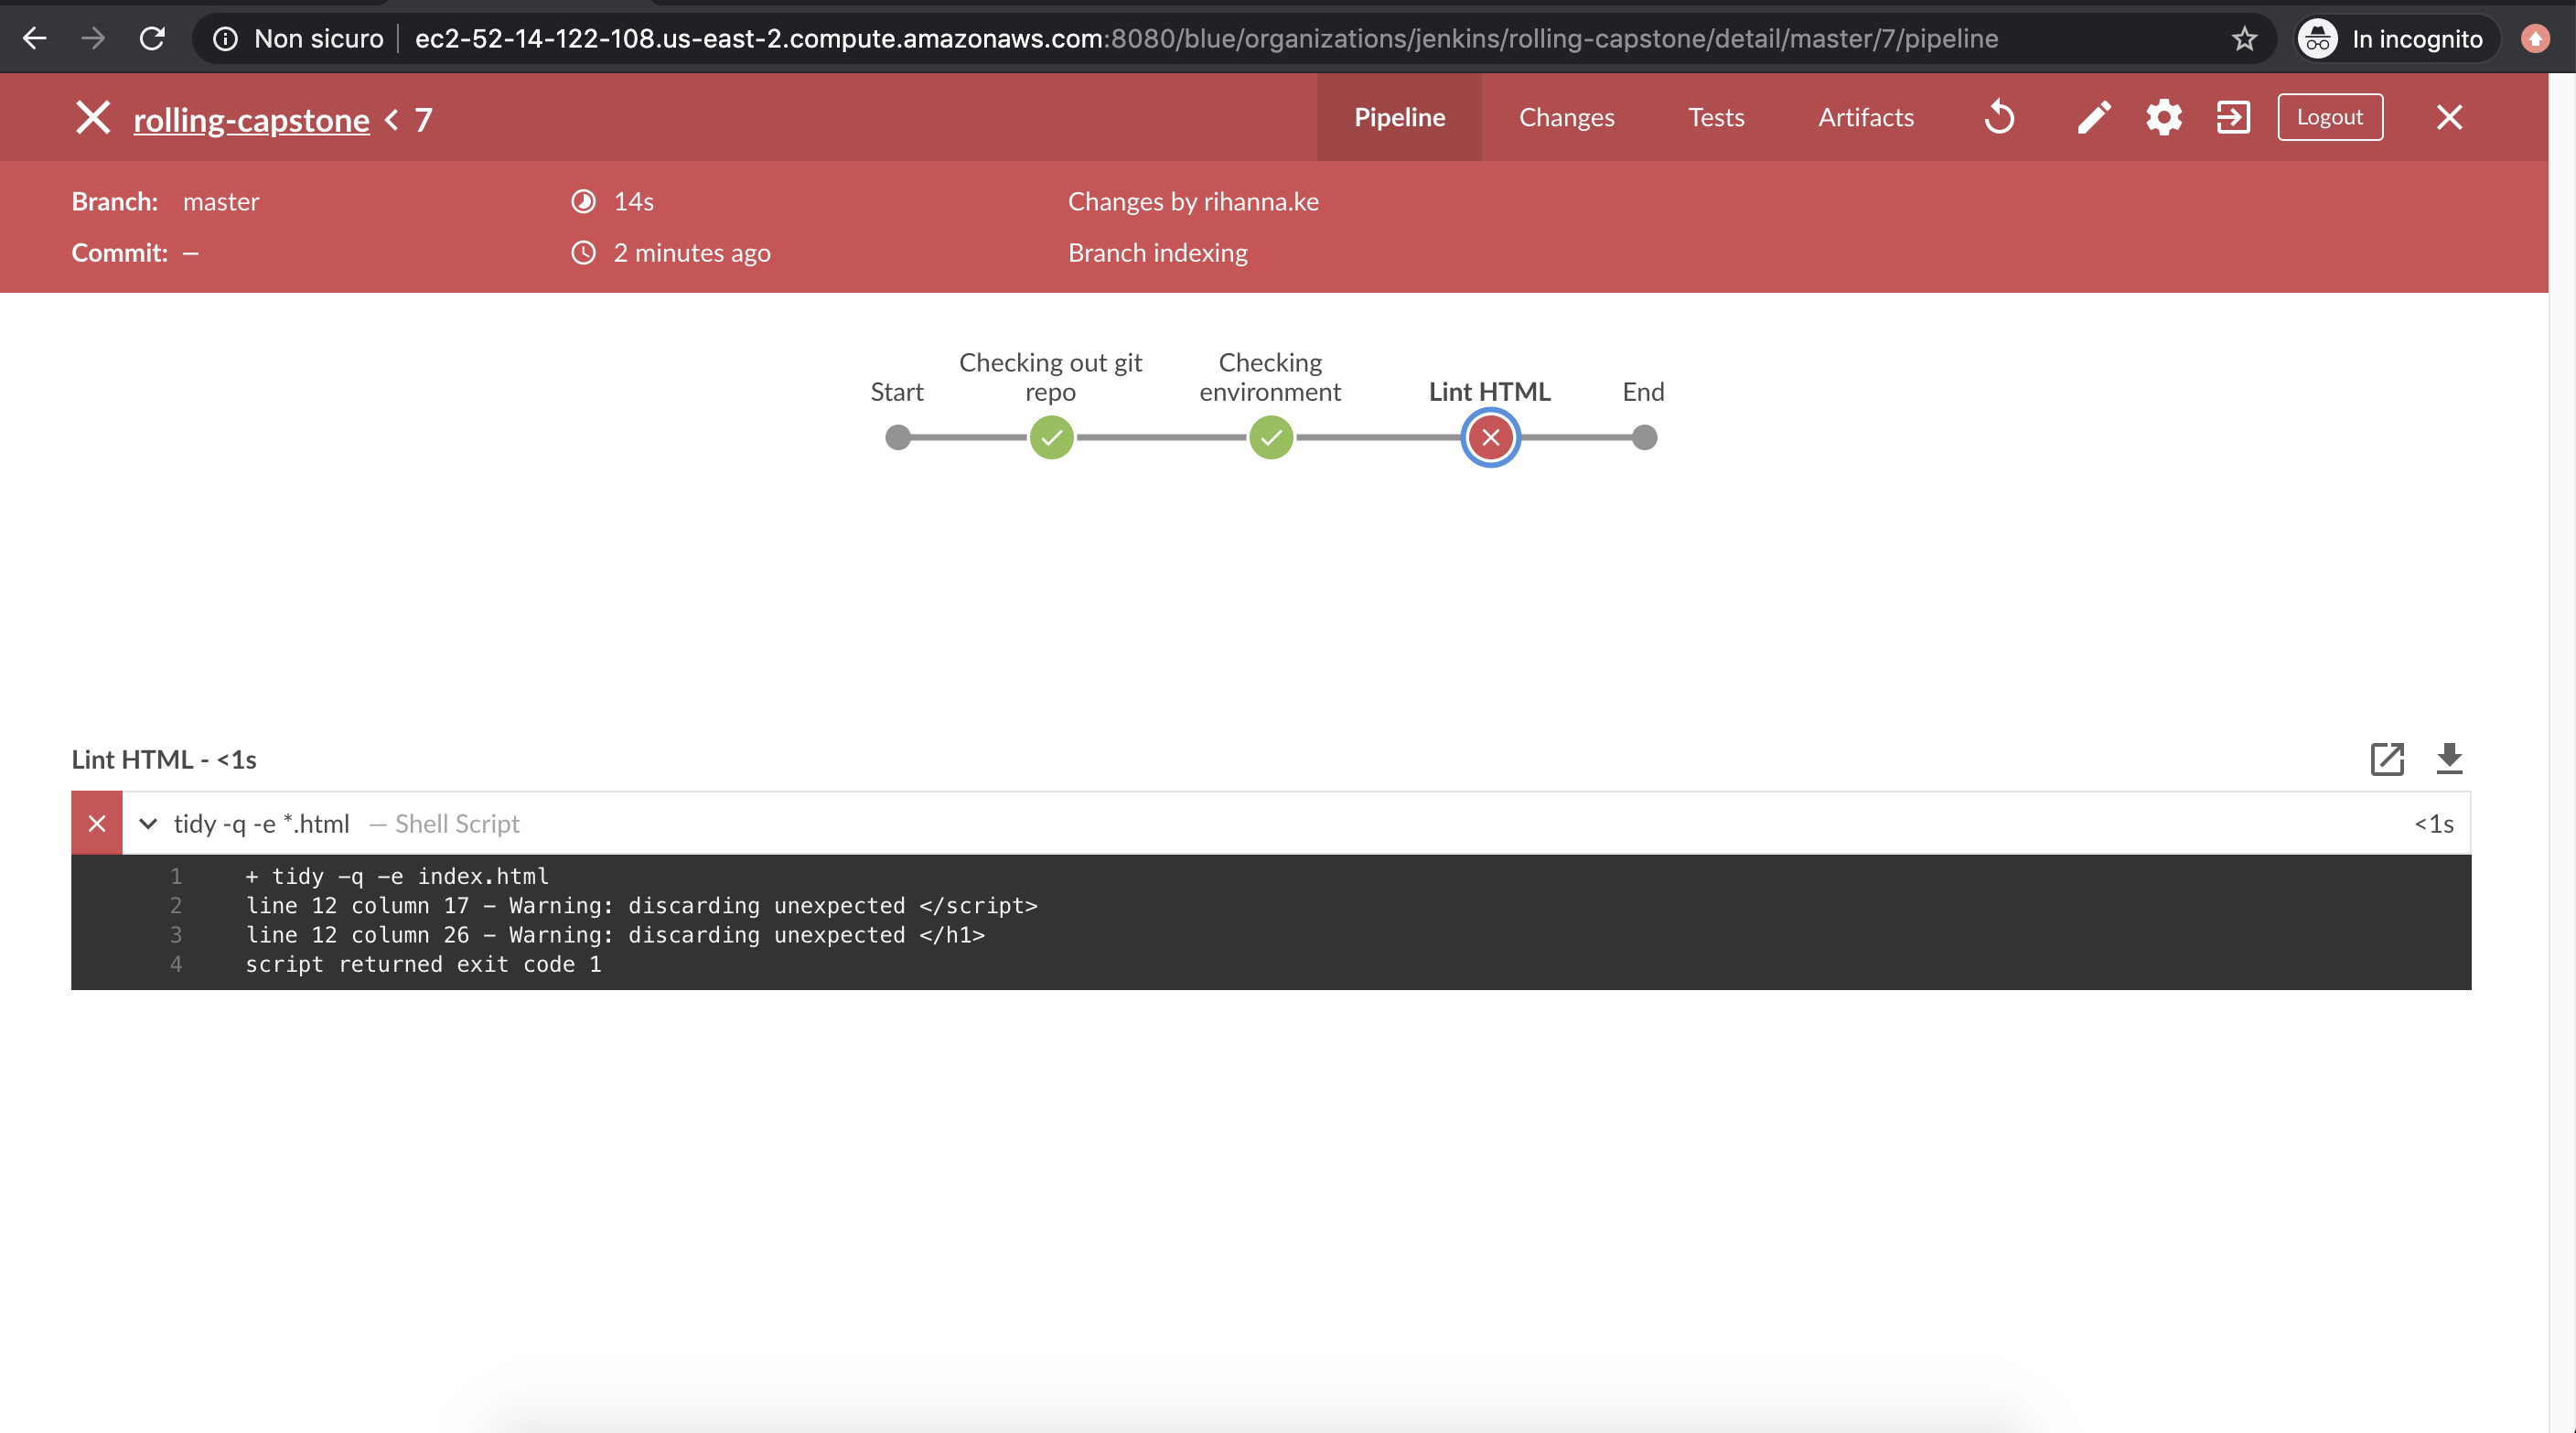 Non sicuro ec2-52-14-122-108.us-east-2.compute.amazonaws.com:8080/blue/organizations/jenkins/rolling-capstone/detail/master/7/pipeline In incognito
rolling-capstone < 7 Pipeline Changes Tests Artifacts Logout
Branch: master 14s Changes by rihanna.ke
Commit: — 2 minutes ago Branch indexing
Start Checking out git repo Checking environment Lint HTML End
Lint HTML - <1s
tidy -q -e *.html — Shell Script <1s
1 + tidy -q -e index.html
2 line 12 column 17 - Warning: discarding unexpected </script>
3 line 12 column 26 - Warning: discarding unexpected </h1>
4 script returned exit code 1